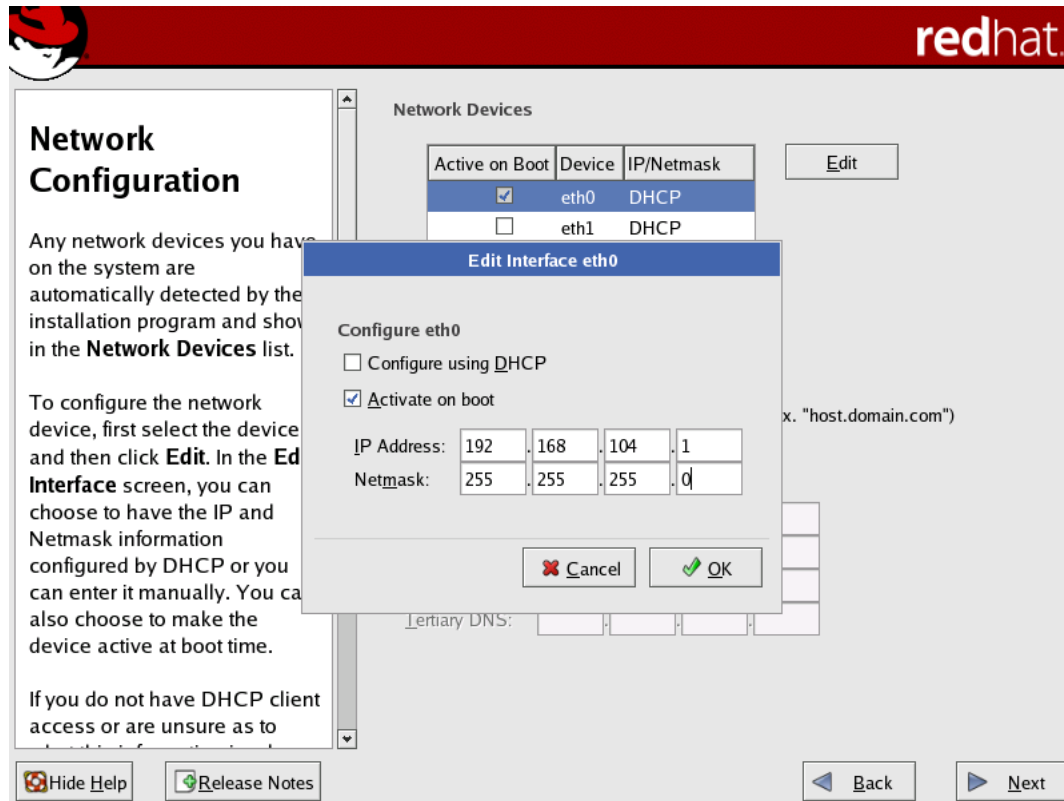 redhat.
Network
Configuration
Any network devices you have
on the system are
automatically detected by the
installation program and show
in the Network Devices list.
To configure the network
device, first select the device
and then click Edit. In the Ed
Interface screen, you can
choose to have the IP and
Netmask information
configured by DHCP or you
can enter it manually. You ca
also choose to make the
device active at boot time.
If you do not have DHCP client
access or are unsure as to
Network Devices
Active on Boot Device IP/Netmask
eth0 DHCP
eth1 DHCP
Edit
Edit Interface eth0
Configure eth0
Configure using DHCP
Activate on boot
IP Address: 192 . 168 . 104 . 1
Netmask: 255 . 255 . 255 . 0
Cancel OK
x. "host.domain.com")
Tertiary DNS: . . .
Hide Help Release Notes Back Next